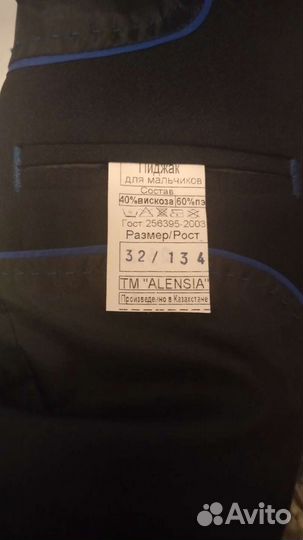 Пиджак
для мальчиков
Состав
40%вискоза 60%пэ
Гост 256395-2003
Размер/Рост
32/ 134
ТМ "ALENSIA"
Произведено в Казахстане
Avito